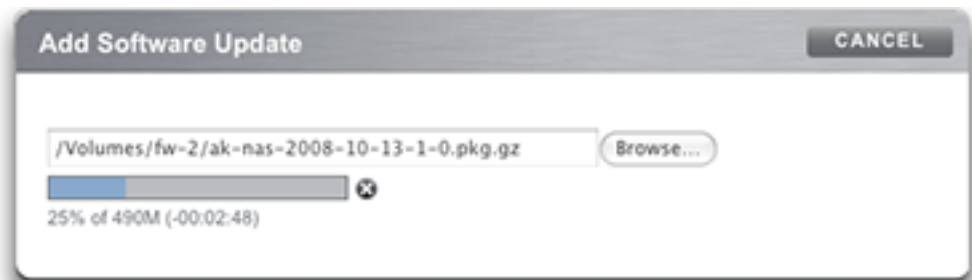 Add Software Update
CANCEL
/Volumes/fw-2/ak-nas-2008-10-13-1-0.pkg.gz
Browse...
25% of 490M (-00:02:48)